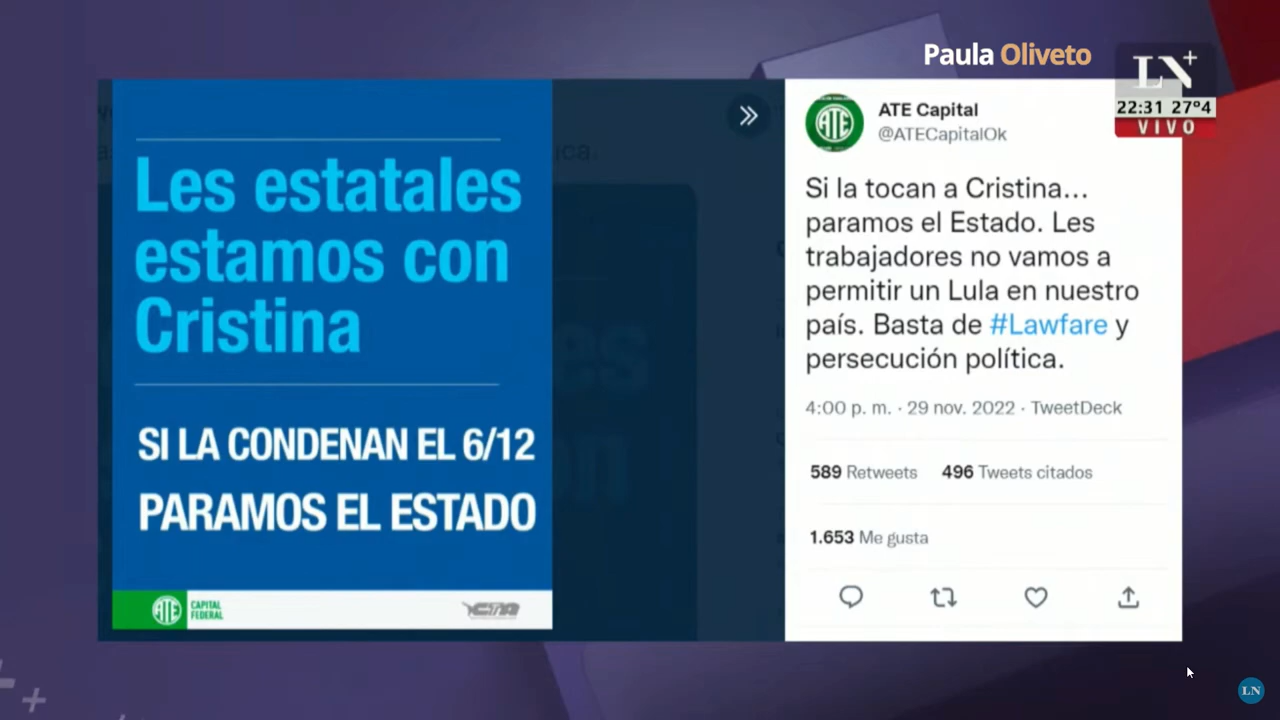 Paula Oliveto
LN+
22:31 27º4
VIVO
Les estatales
estamos con
Cristina
SI LA CONDENAN EL 6/12
PARAMOS EL ESTADO
ATE CAPITAL
FEDERAL
CTA
ATE
ATE Capital
@ATECapitalOk
Si la tocan a Cristina...
paramos el Estado. Les
trabajadores no vamos a
permitir un Lula en nuestro
país. Basta de #Lawfare y
persecución política.
4:00 p. m. · 29 nov. 2022 · TweetDeck
589 Retweets 496 Tweets citados
1.653 Me gusta
LN